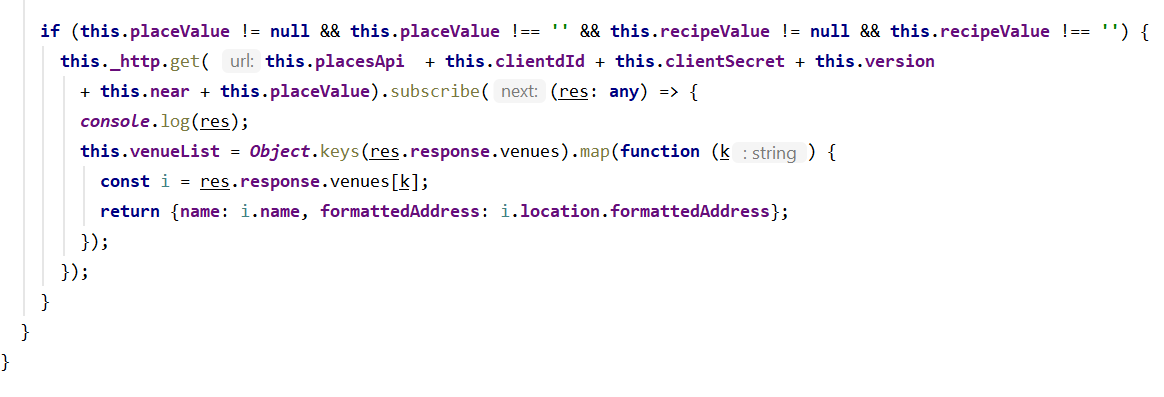 if (this.placeValue != null && this.placeValue !== '' && this.recipeValue != null && this.recipeValue !== '') {
this._http.get( url: this.placesApi + this.clientdId + this.clientSecret + this.version
+ this.near + this.placeValue).subscribe( next: (res: any) => {
console.log(res);
this.venueList = Object.keys(res.response.venues).map(function (k : string ) {
const i = res.response.venues[k];
return {name: i.name, formattedAddress: i.location.formattedAddress};
});
});
}
}
}